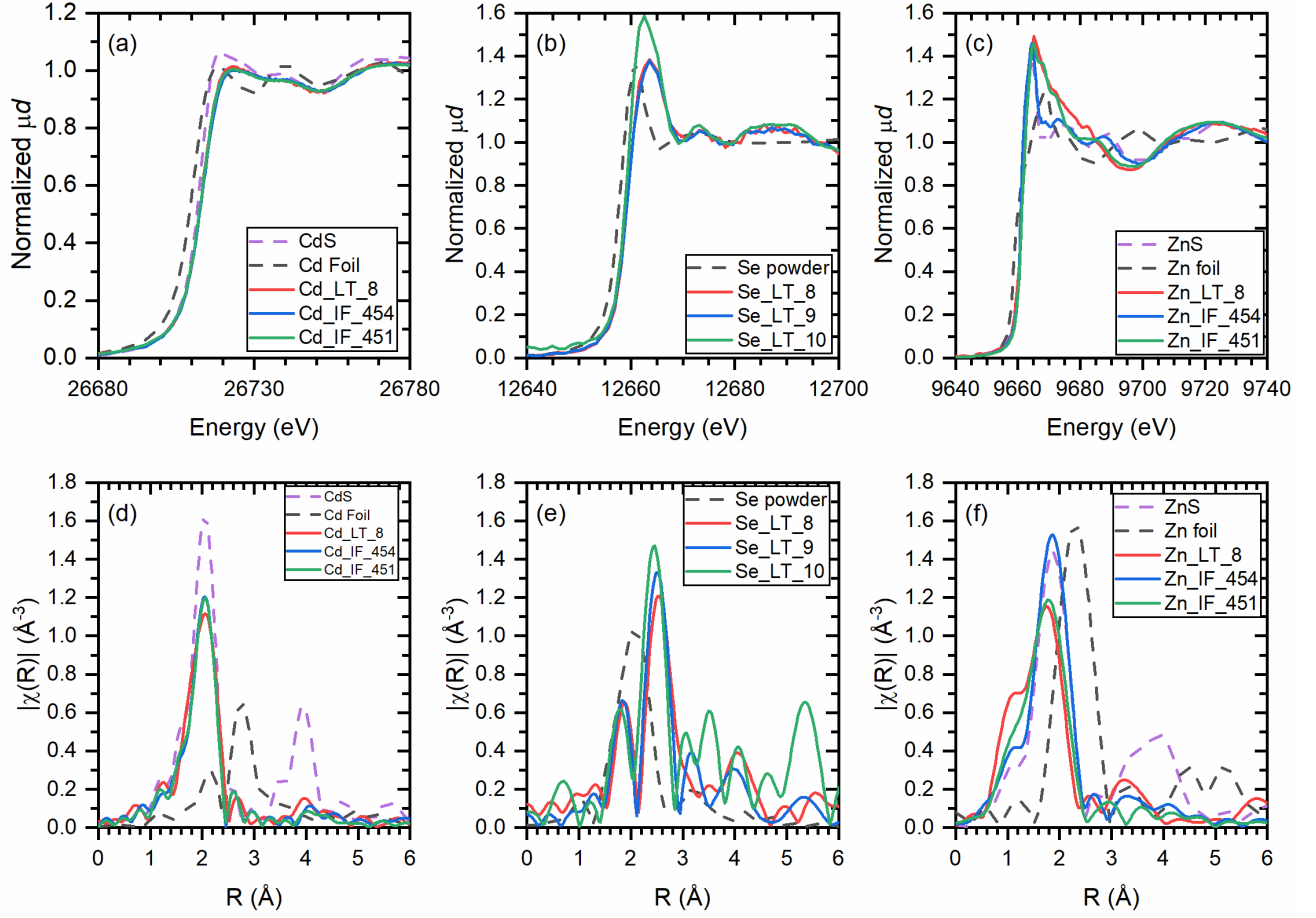 (a)
1.2
1.0
0.8
0.6
0.4
0.2
0.0
Normalized μd
CdS
Cd Foil
Cd_LT_8
Cd_IF_454
Cd_IF_451
26680 26730 26780
Energy (eV)
(b)
1.6
1.4
1.2
1.0
0.8
0.6
0.4
0.2
0.0
Normalized μd
Se powder
Se_LT_8
Se_LT_9
Se_LT_10
12640 12660 12680 12700
Energy (eV)
(c)
1.6
1.4
1.2
1.0
0.8
0.6
0.4
0.2
0.0
Normalized μd
ZnS
Zn foil
Zn_LT_8
Zn_IF_454
Zn_IF_451
9640 9660 9680 9700 9720 9740
Energy (eV)
(d)
1.8
1.6
1.4
1.2
1.0
0.8
0.6
0.4
0.2
0.0
|χ(R)| (Å-3)
CdS
Cd Foil
Cd_LT_8
Cd_IF_454
Cd_IF_451
0 1 2 3 4 5 6
R (Å)
(e)
1.8
1.6
1.4
1.2
1.0
0.8
0.6
0.4
0.2
0.0
|χ(R)| (Å-3)
Se powder
Se_LT_8
Se_LT_9
Se_LT_10
0 1 2 3 4 5 6
R (Å)
(f)
1.8
1.6
1.4
1.2
1.0
0.8
0.6
0.4
0.2
0.0
|χ(R)| (Å-3)
ZnS
Zn foil
Zn_LT_8
Zn_IF_454
Zn_IF_451
0 1 2 3 4 5 6
R (Å)